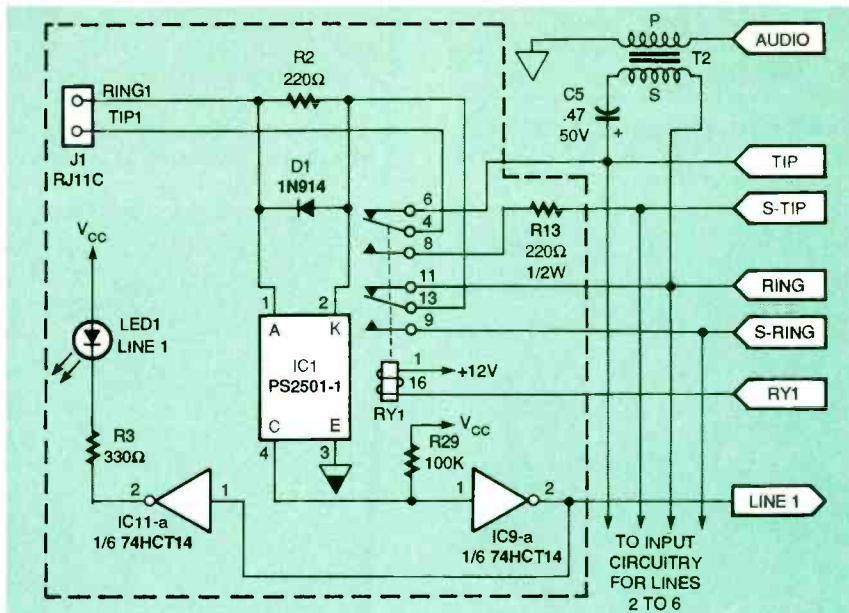 R2
220Ω
RING1
TIP1
J1
RJ11C
D1
1N914
P
T2
S
AUDIO
C5
.47
50V
+
TIP
6
4
8
R13
220Ω
1/2W
S-TIP
VCC
LED1
LINE 1
1
2
A
K
IC1
PS2501-1
C
E
4
3
11
13
9
RING
S-RING
1
+12V
16
RY1
RY1
R3
330Ω
VCC
R29
100K
2
1
IC11-a
1/6 74HCT14
1
2
IC9-a
1/6 74HCT14
LINE 1
TO INPUT
CIRCUITRY
FOR LINES
2 TO 6